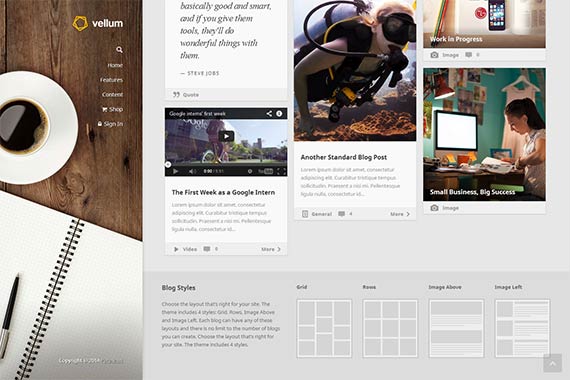 vellum
Home
Features
Content
Shop
Sign In
Copyright © 2014
basically good and smart,
and if you give them
tools, they'll do
wonderful things with
them.
— STEVE JOBS
Quote
Google interns' first week
0:00 / 5:55
YouTube
The First Week as a Google Intern
Lorem ipsum dolor sit amet, consectetur
adipiscing elit. Curabitur tempus
sollicitudin. Praesent a nisi mi. Pellentesque
ligula nulla, consectetur id...
Video
More
Another Standard Blog Post
Lorem ipsum dolor sit amet, consectetur
adipiscing elit. Curabitur tempus
sollicitudin. Praesent a nisi mi. Pellentesque
ligula nulla, consectetur id...
General
4
More
Work in Progress
Image
0
Small Business, Big Success
Image
Blog Styles
Choose the layout that's right for your site. The
theme includes 4 styles: Grid, Rows, Image Above
and Image Left. Each blog can have any of those
layouts and there is no limit to the number of blogs
you can create. Choose the layout that's right for
your site. The theme includes 4 styles.
Grid
Rows
Image Above
Image Left